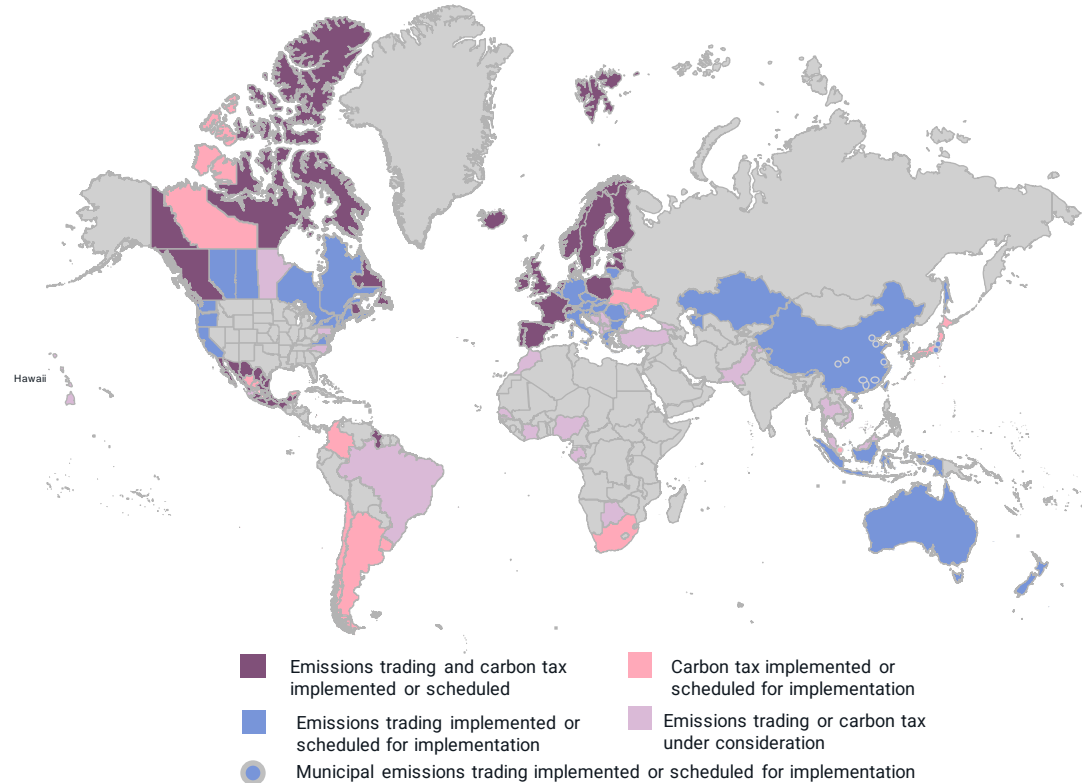 Hawaii
Emissions trading and carbon tax
implemented or scheduled
Carbon tax implemented or
scheduled for implementation
Emissions trading implemented or
scheduled for implementation
Emissions trading or carbon tax
under consideration
Municipal emissions trading implemented or scheduled for implementation